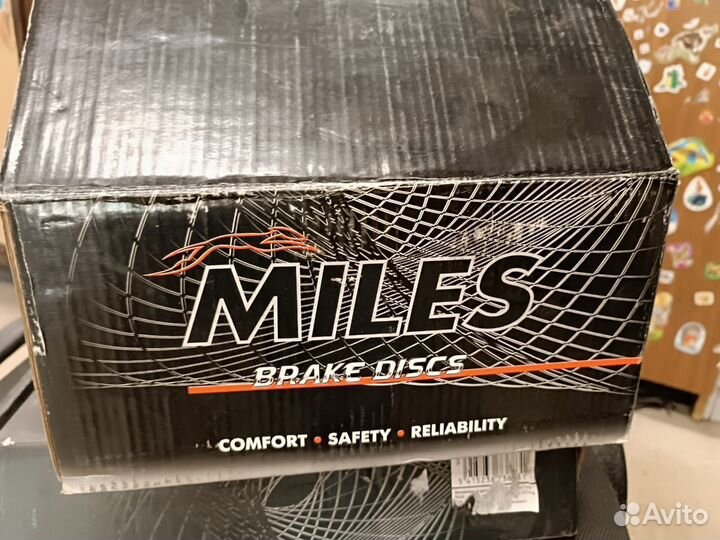 MILES
BRAKE DISCS
COMFORT • SAFETY • RELIABILITY
Avito